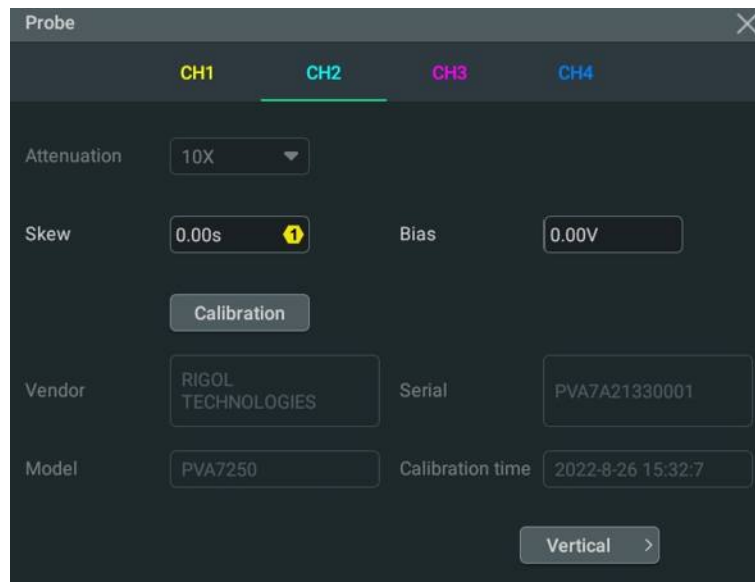 Probe
CH1 CH2 CH3 CH4
Attenuation 10X
Skew 0.00s 1 Bias 0.00V
Calibration
Vendor RIGOL
TECHNOLOGIES Serial PVA7A21330001
Model PVA7250 Calibration time 2022-8-26 15:32:7
Vertical >